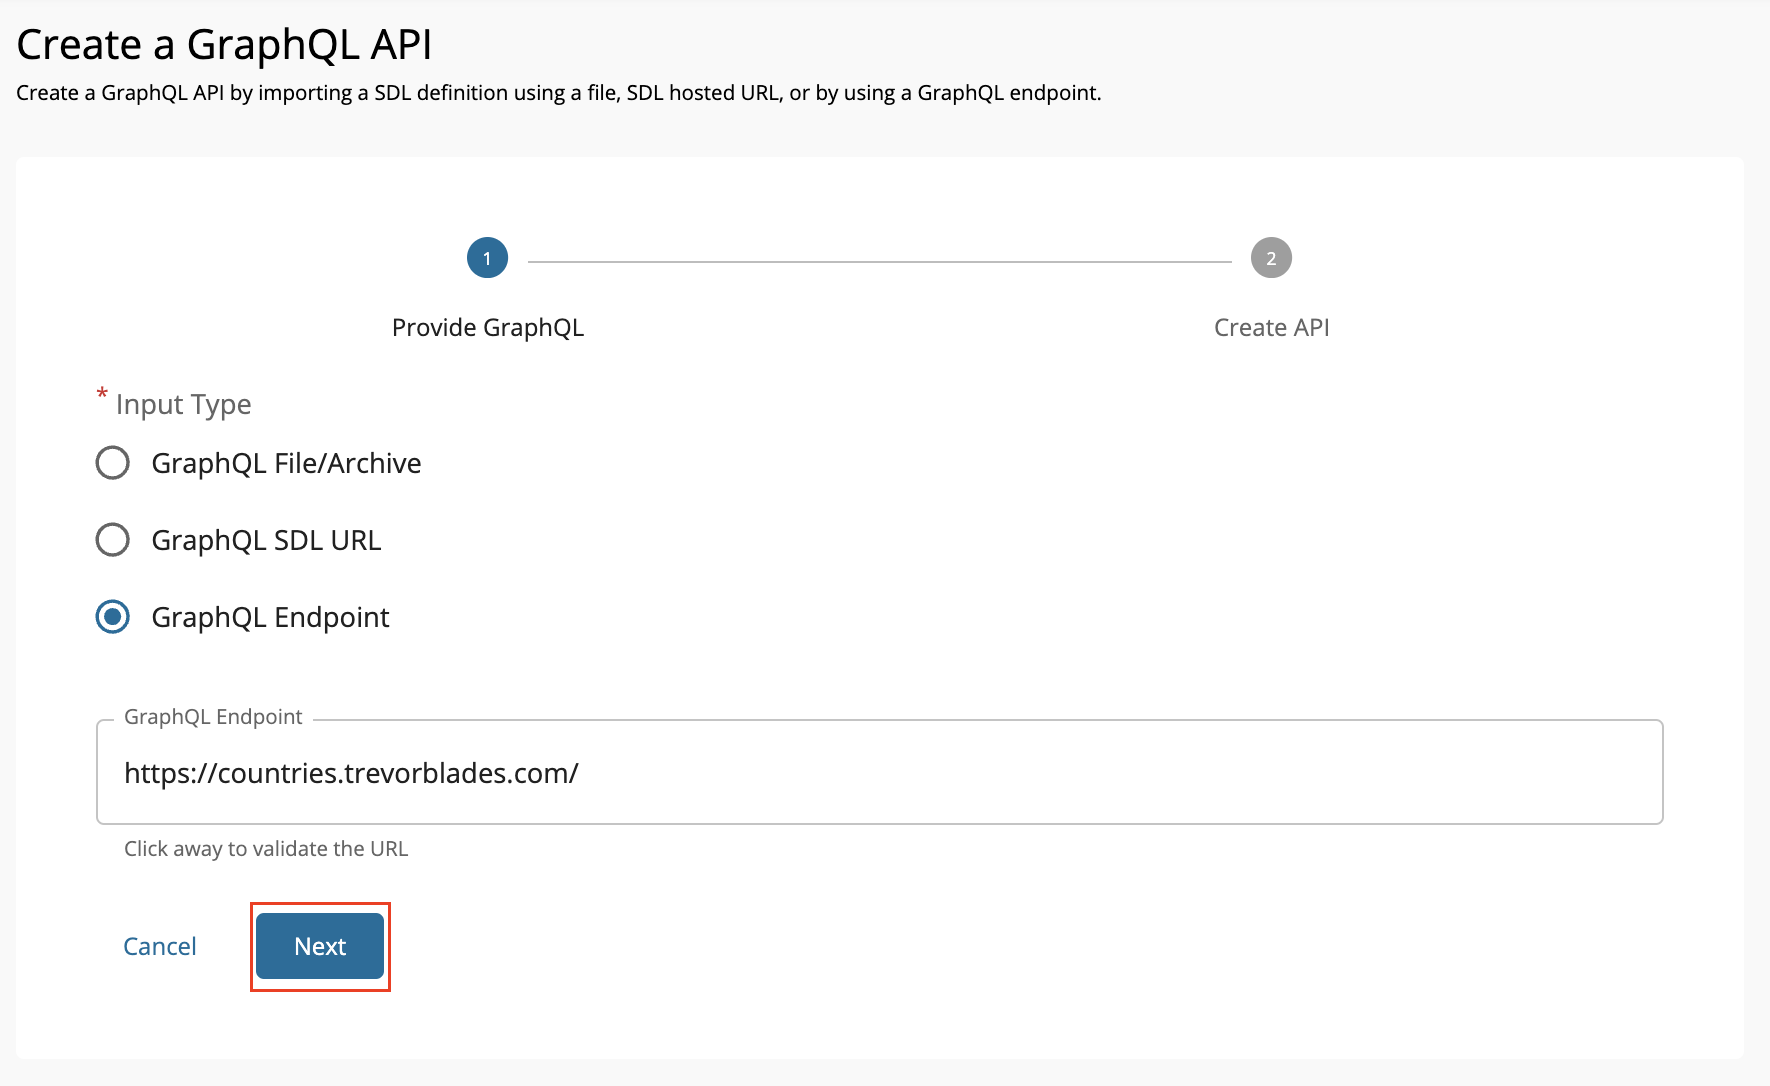 Create a GraphQL API
Create a GraphQL API by importing a SDL definition using a file, SDL hosted URL, or by using a GraphQL endpoint.
1
2
Provide GraphQL
Create API
* Input Type
GraphQL File/Archive
GraphQL SDL URL
GraphQL Endpoint
GraphQL Endpoint
https://countries.trevorblades.com/
Click away to validate the URL
Cancel
Next